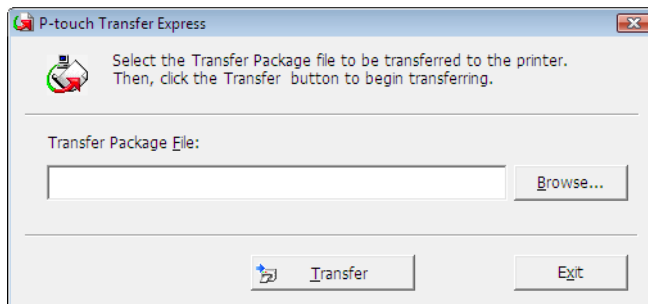 P-touch Transfer Express
Select the Transfer Package file to be transferred to the printer.
Then, click the Transfer button to begin transferring.
Transfer Package File:
Browse...
Transfer
Exit